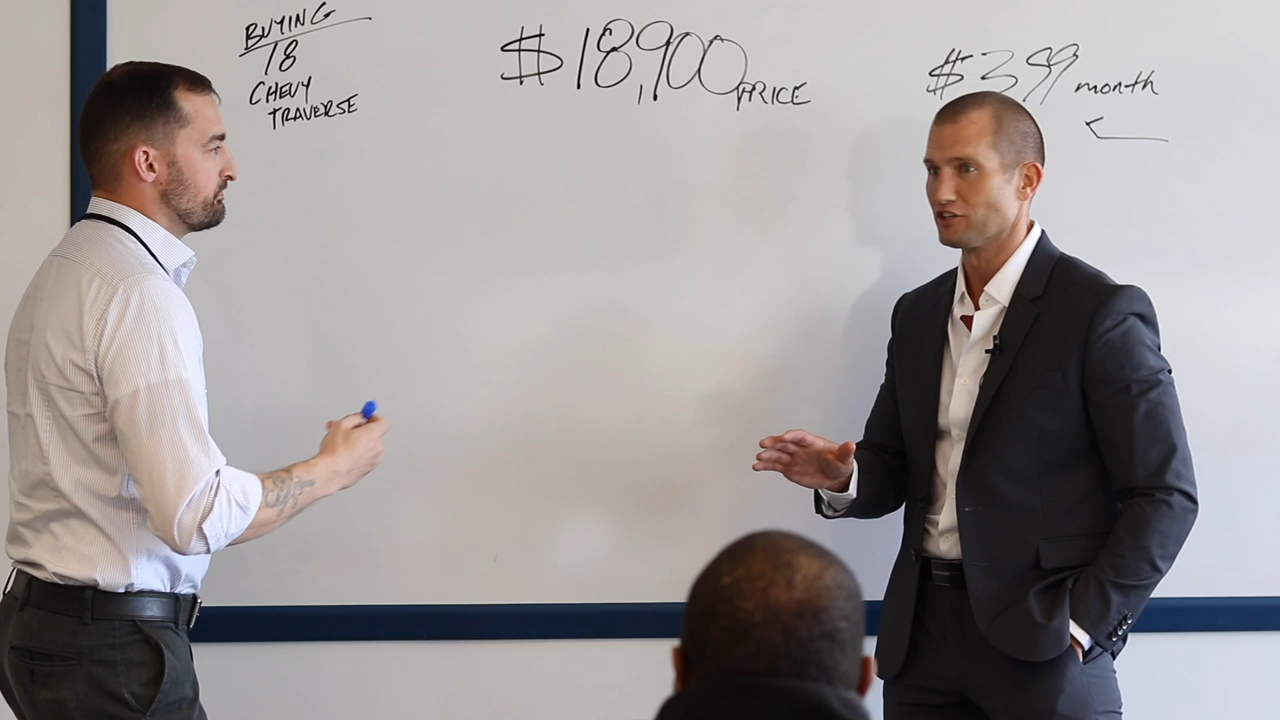 BUYING
18
CHEVY
TRAVERSE
$18,900 PRICE
$399 month